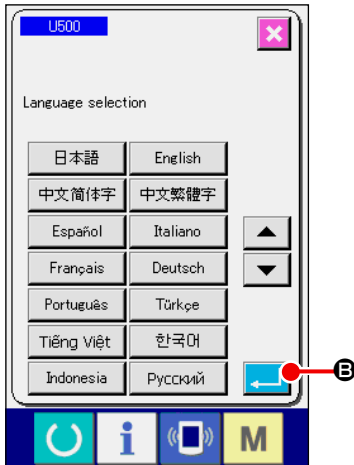 U500
Language selection
日本語 English
中文简体字 中文繁體字
Español Italiano
Français Deutsch
Português Türkçe
Tiếng Việt 한국어
Indonesia Русский
B
i M